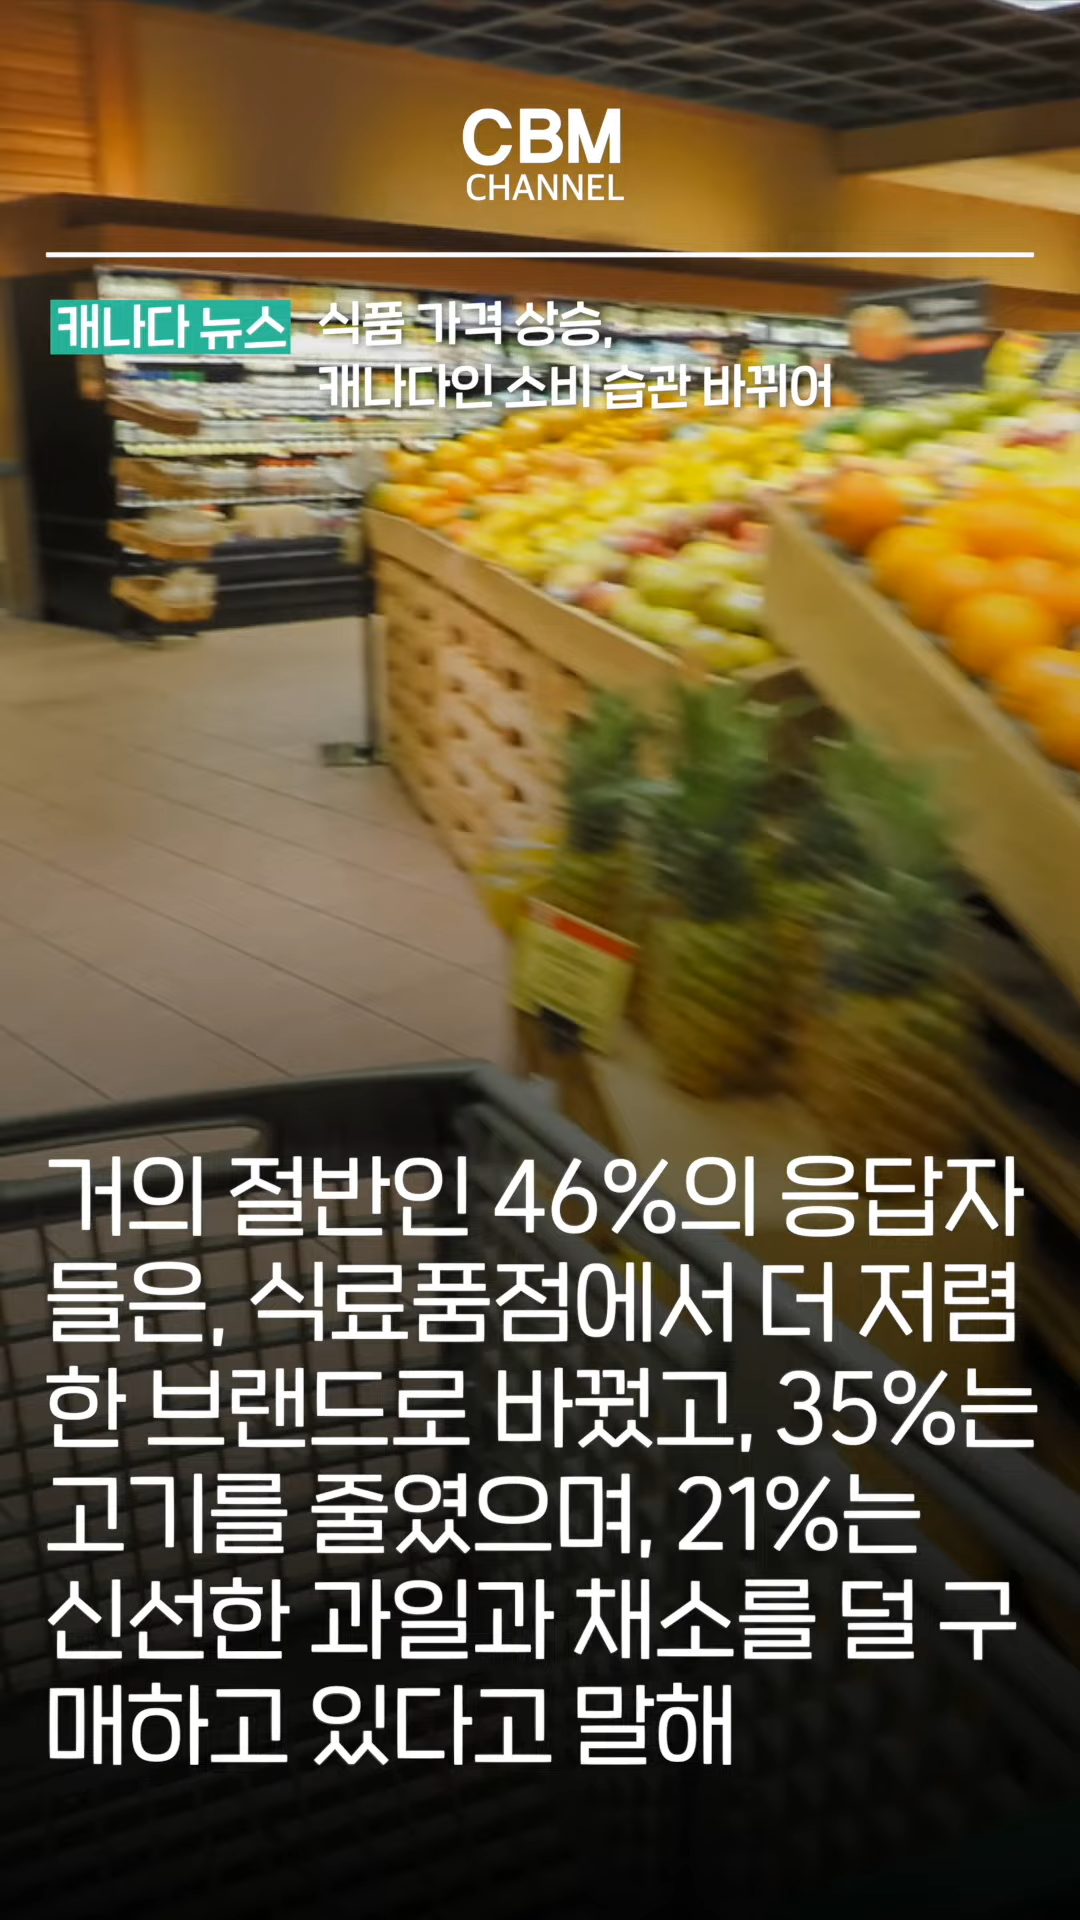 CBM
CHANNEL
캐나다 뉴스
식품 가격 상승,
캐나다인 소비 습관 바뀌어
거의 절반인 46%의 응답자
들은, 식료품점에서 더 저렴
한 브랜드로 바꿨고, 35%는
고기를 줄였으며, 21%는
신선한 과일과 채소를 덜 구
매하고 있다고 말해